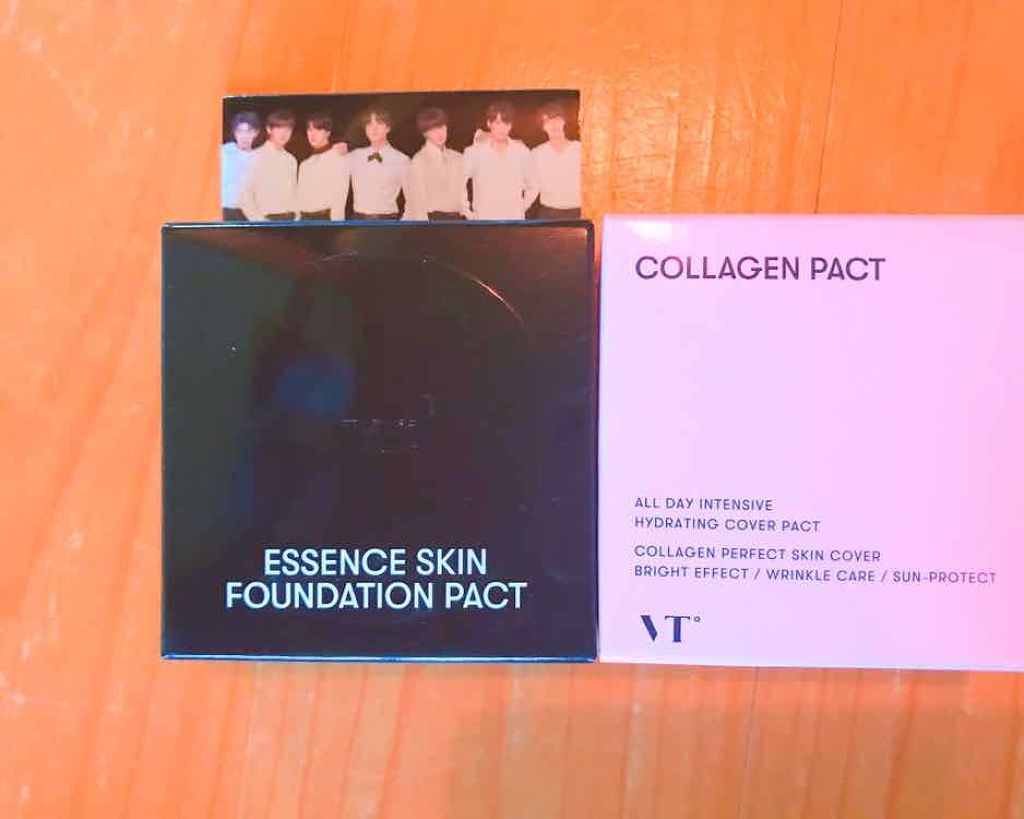 ESSENCE SKIN
FOUNDATION PACT
COLLAGEN PACT
ALL DAY INTENSIVE
HYDRATING COVER PACT
COLLAGEN PERFECT SKIN COVER
BRIGHT EFFECT / WRINKLE CARE / SUN-PROTECT
VT°